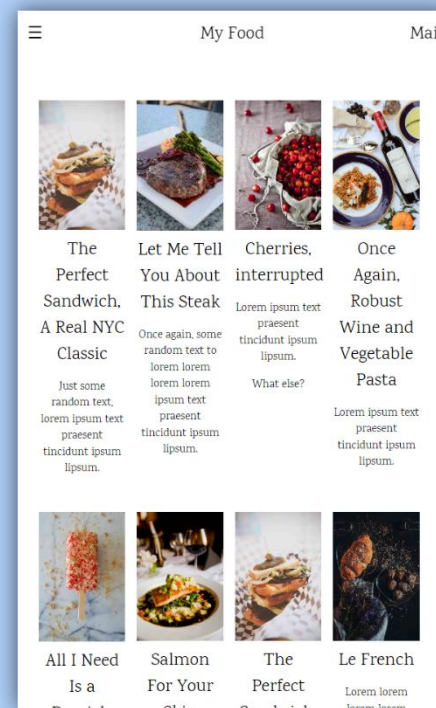 ☰ My Food Mai
The
Perfect
Sandwich,
A Real NYC
Classic
Just some
random text,
lorem ipsum text
praesent
tincidunt ipsum
lipsum.
Let Me Tell
You About
This Steak
Once again, some
random text to
lorem lorem
lorem lorem
ipsum text
praesent
tincidunt ipsum
lipsum.
Cherries,
interrupted
Lorem ipsum text
praesent
tincidunt ipsum
lipsum.
What else?
Once
Again,
Robust
Wine and
Vegetable
Pasta
Lorem ipsum text
praesent
tincidunt ipsum
lipsum.
All I Need
Is a
Salmon
For Your
The
Perfect
Le French
Lorem lorem
lorem lorem